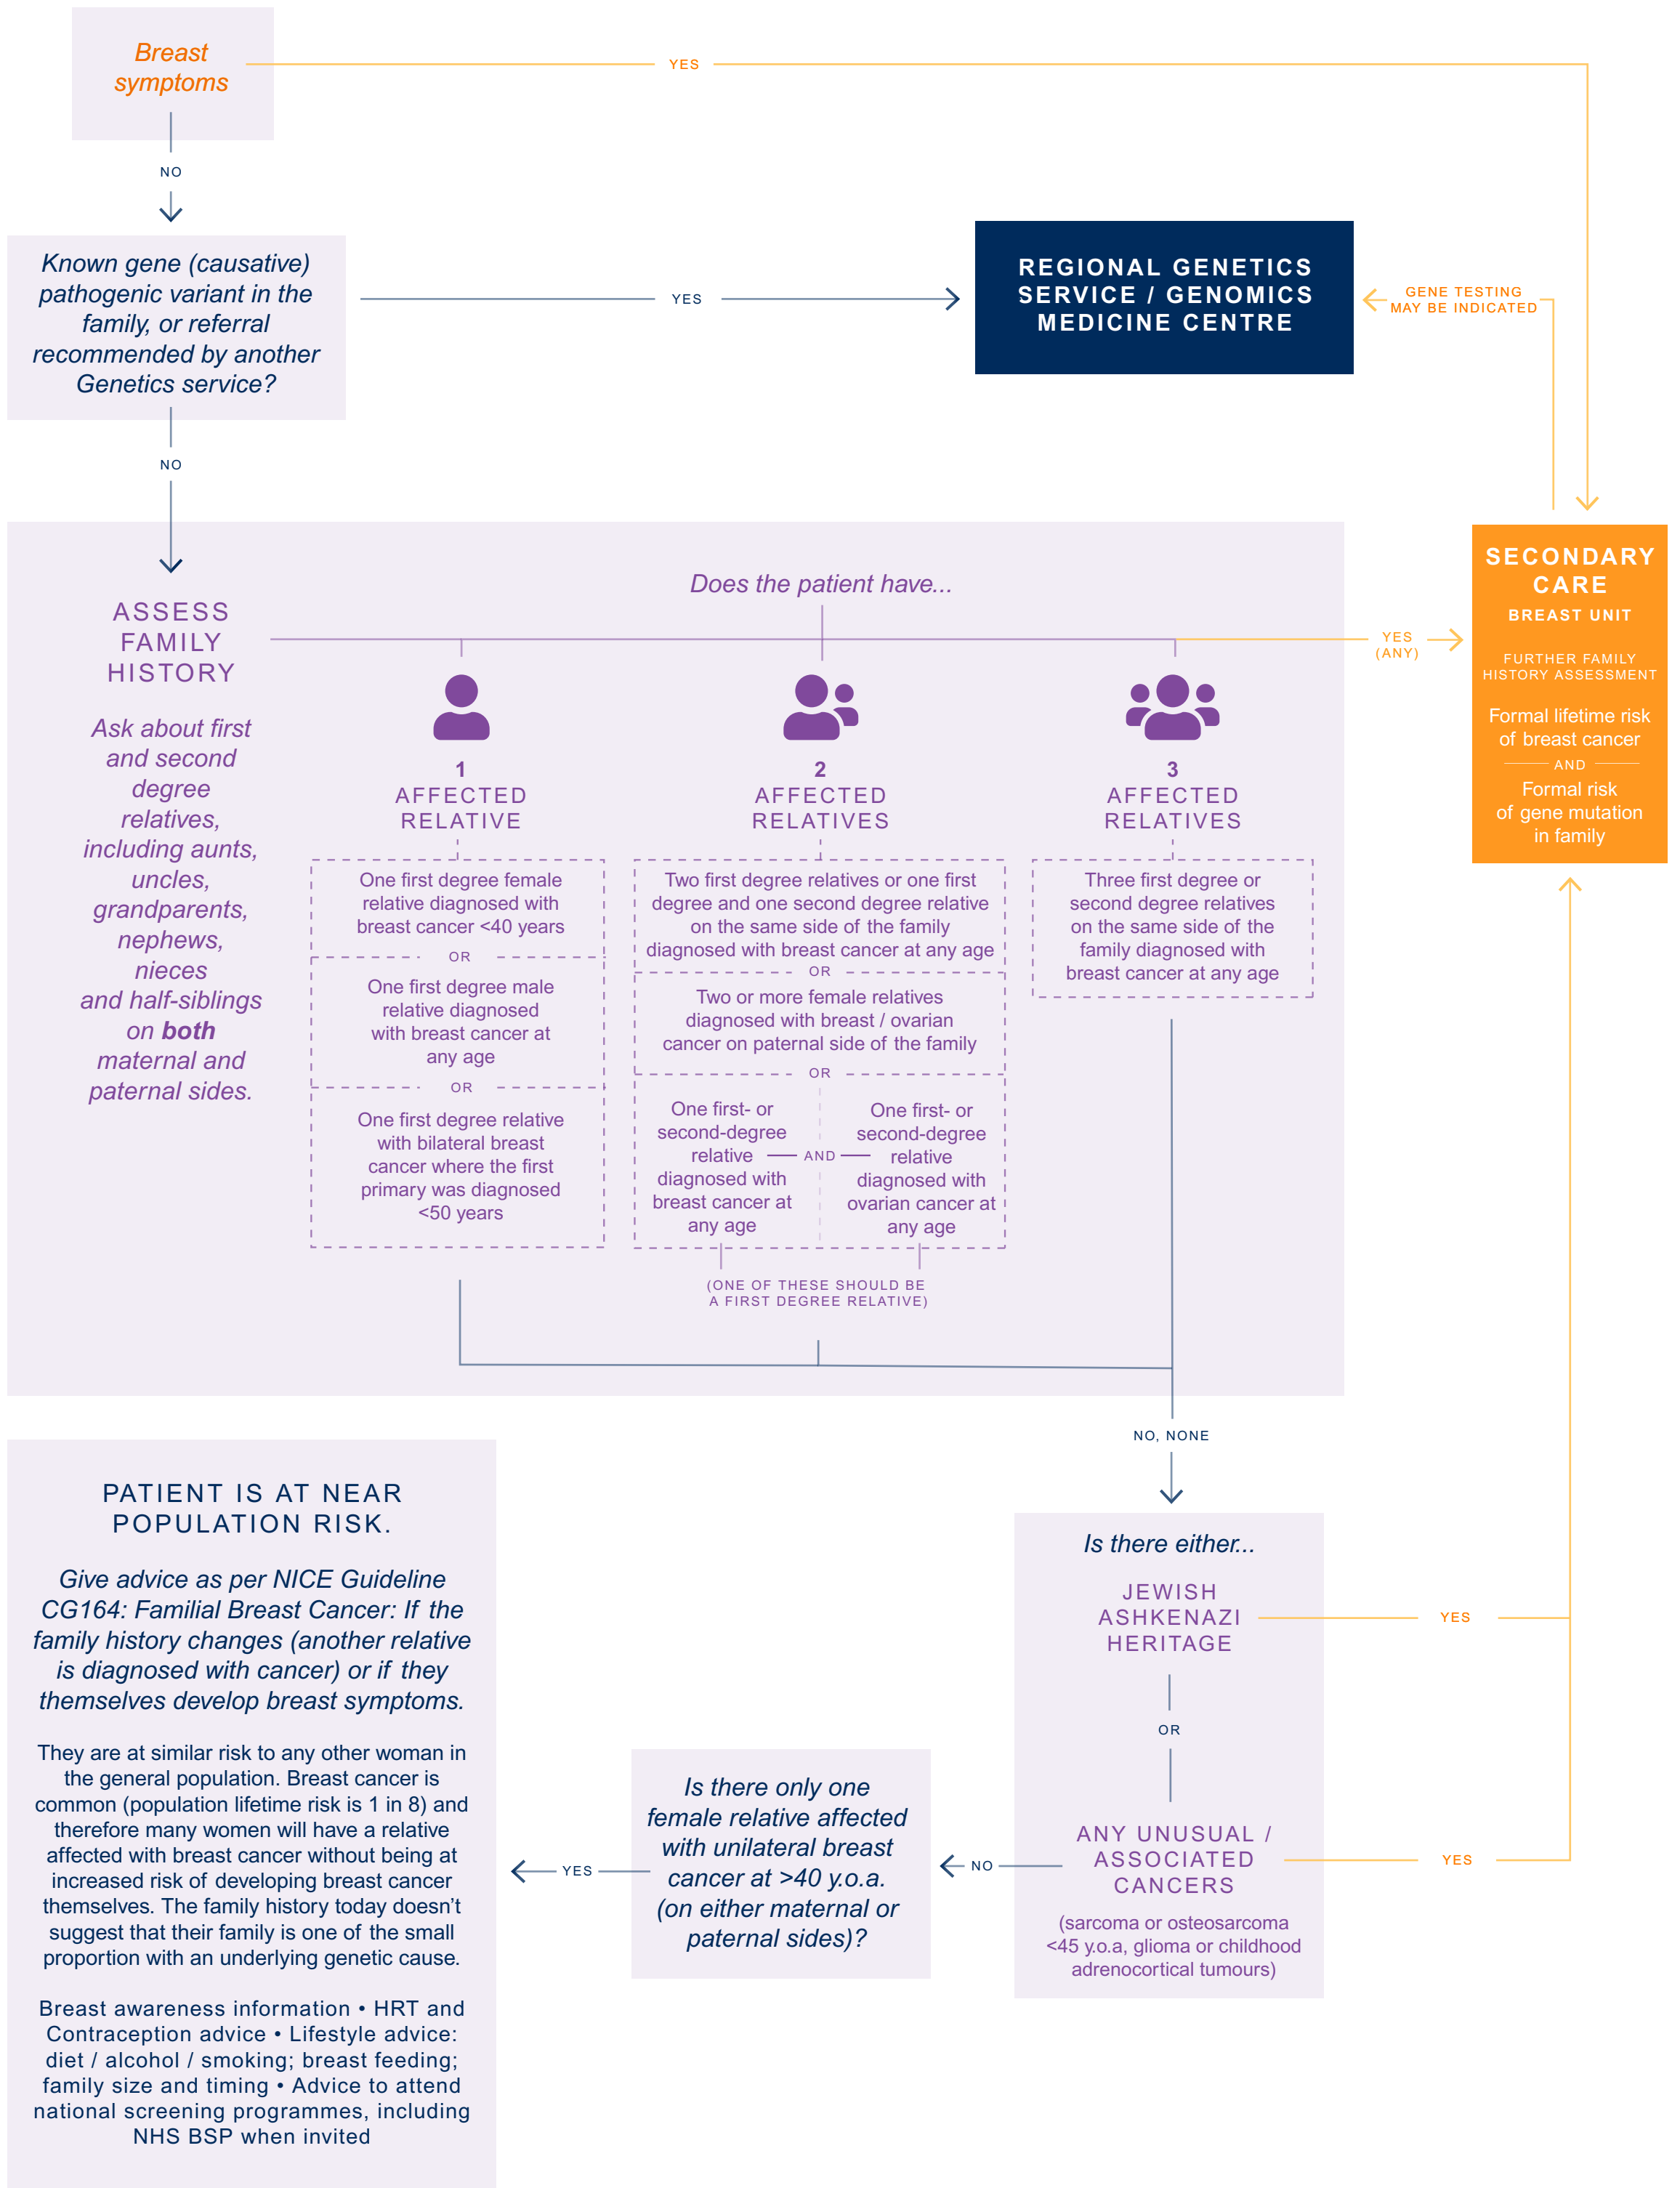 Breast
symptoms
YES
NO
Known gene (causative)
pathogenic variant in the
family, or referral
recommended by another
Genetics service?
YES
REGIONAL GENETICS
SERVICE / GENOMICS
MEDICINE CENTRE
GENE TESTING
MAY BE INDICATED
NO
ASSESS
FAMILY
HISTORY
Ask about first
and second
degree
relatives,
including aunts,
uncles,
grandparents,
nephews,
nieces
and half-siblings
on both
maternal and
paternal sides.
Does the patient have...
YES
(ANY)
SECONDARY
CARE
BREAST UNIT
FURTHER FAMILY
HISTORY ASSESSMENT
Formal lifetime risk
of breast cancer
AND
Formal risk
of gene mutation
in family
1
AFFECTED
RELATIVE
One first degree female
relative diagnosed with
breast cancer <40 years
OR
One first degree male
relative diagnosed
with breast cancer at
any age
OR
One first degree relative
with bilateral breast
cancer where the first
primary was diagnosed
<50 years
2
AFFECTED
RELATIVES
Two first degree relatives or one first
degree and one second degree relative
on the same side of the family
diagnosed with breast cancer at any age
OR
Two or more female relatives
diagnosed with breast / ovarian
cancer on paternal side of the family
OR
One first- or
second-degree
relative
diagnosed with
breast cancer at
any age
AND
One first- or
second-degree
relative
diagnosed with
ovarian cancer at
any age
(ONE OF THESE SHOULD BE
A FIRST DEGREE RELATIVE)
3
AFFECTED
RELATIVES
Three first degree or
second degree relatives
on the same side of the
family diagnosed with
breast cancer at any age
NO, NONE
Is there either...
JEWISH
ASHKENAZI
HERITAGE
YES
OR
ANY UNUSUAL /
ASSOCIATED
CANCERS
(sarcoma or osteosarcoma
<45 y.o.a, glioma or childhood
adrenocortical tumours)
YES
NO
Is there only one
female relative affected
with unilateral breast
cancer at >40 y.o.a.
(on either maternal or
paternal sides)?
YES
PATIENT IS AT NEAR
POPULATION RISK.
Give advice as per NICE Guideline
CG164: Familial Breast Cancer: If the
family history changes (another relative
is diagnosed with cancer) or if they
themselves develop breast symptoms.
They are at similar risk to any other woman in
the general population. Breast cancer is
common (population lifetime risk is 1 in 8) and
therefore many women will have a relative
affected with breast cancer without being at
increased risk of developing breast cancer
themselves. The family history today doesn’t
suggest that their family is one of the small
proportion with an underlying genetic cause.
Breast awareness information • HRT and
Contraception advice • Lifestyle advice:
diet / alcohol / smoking; breast feeding;
family size and timing • Advice to attend
national screening programmes, including
NHS BSP when invited